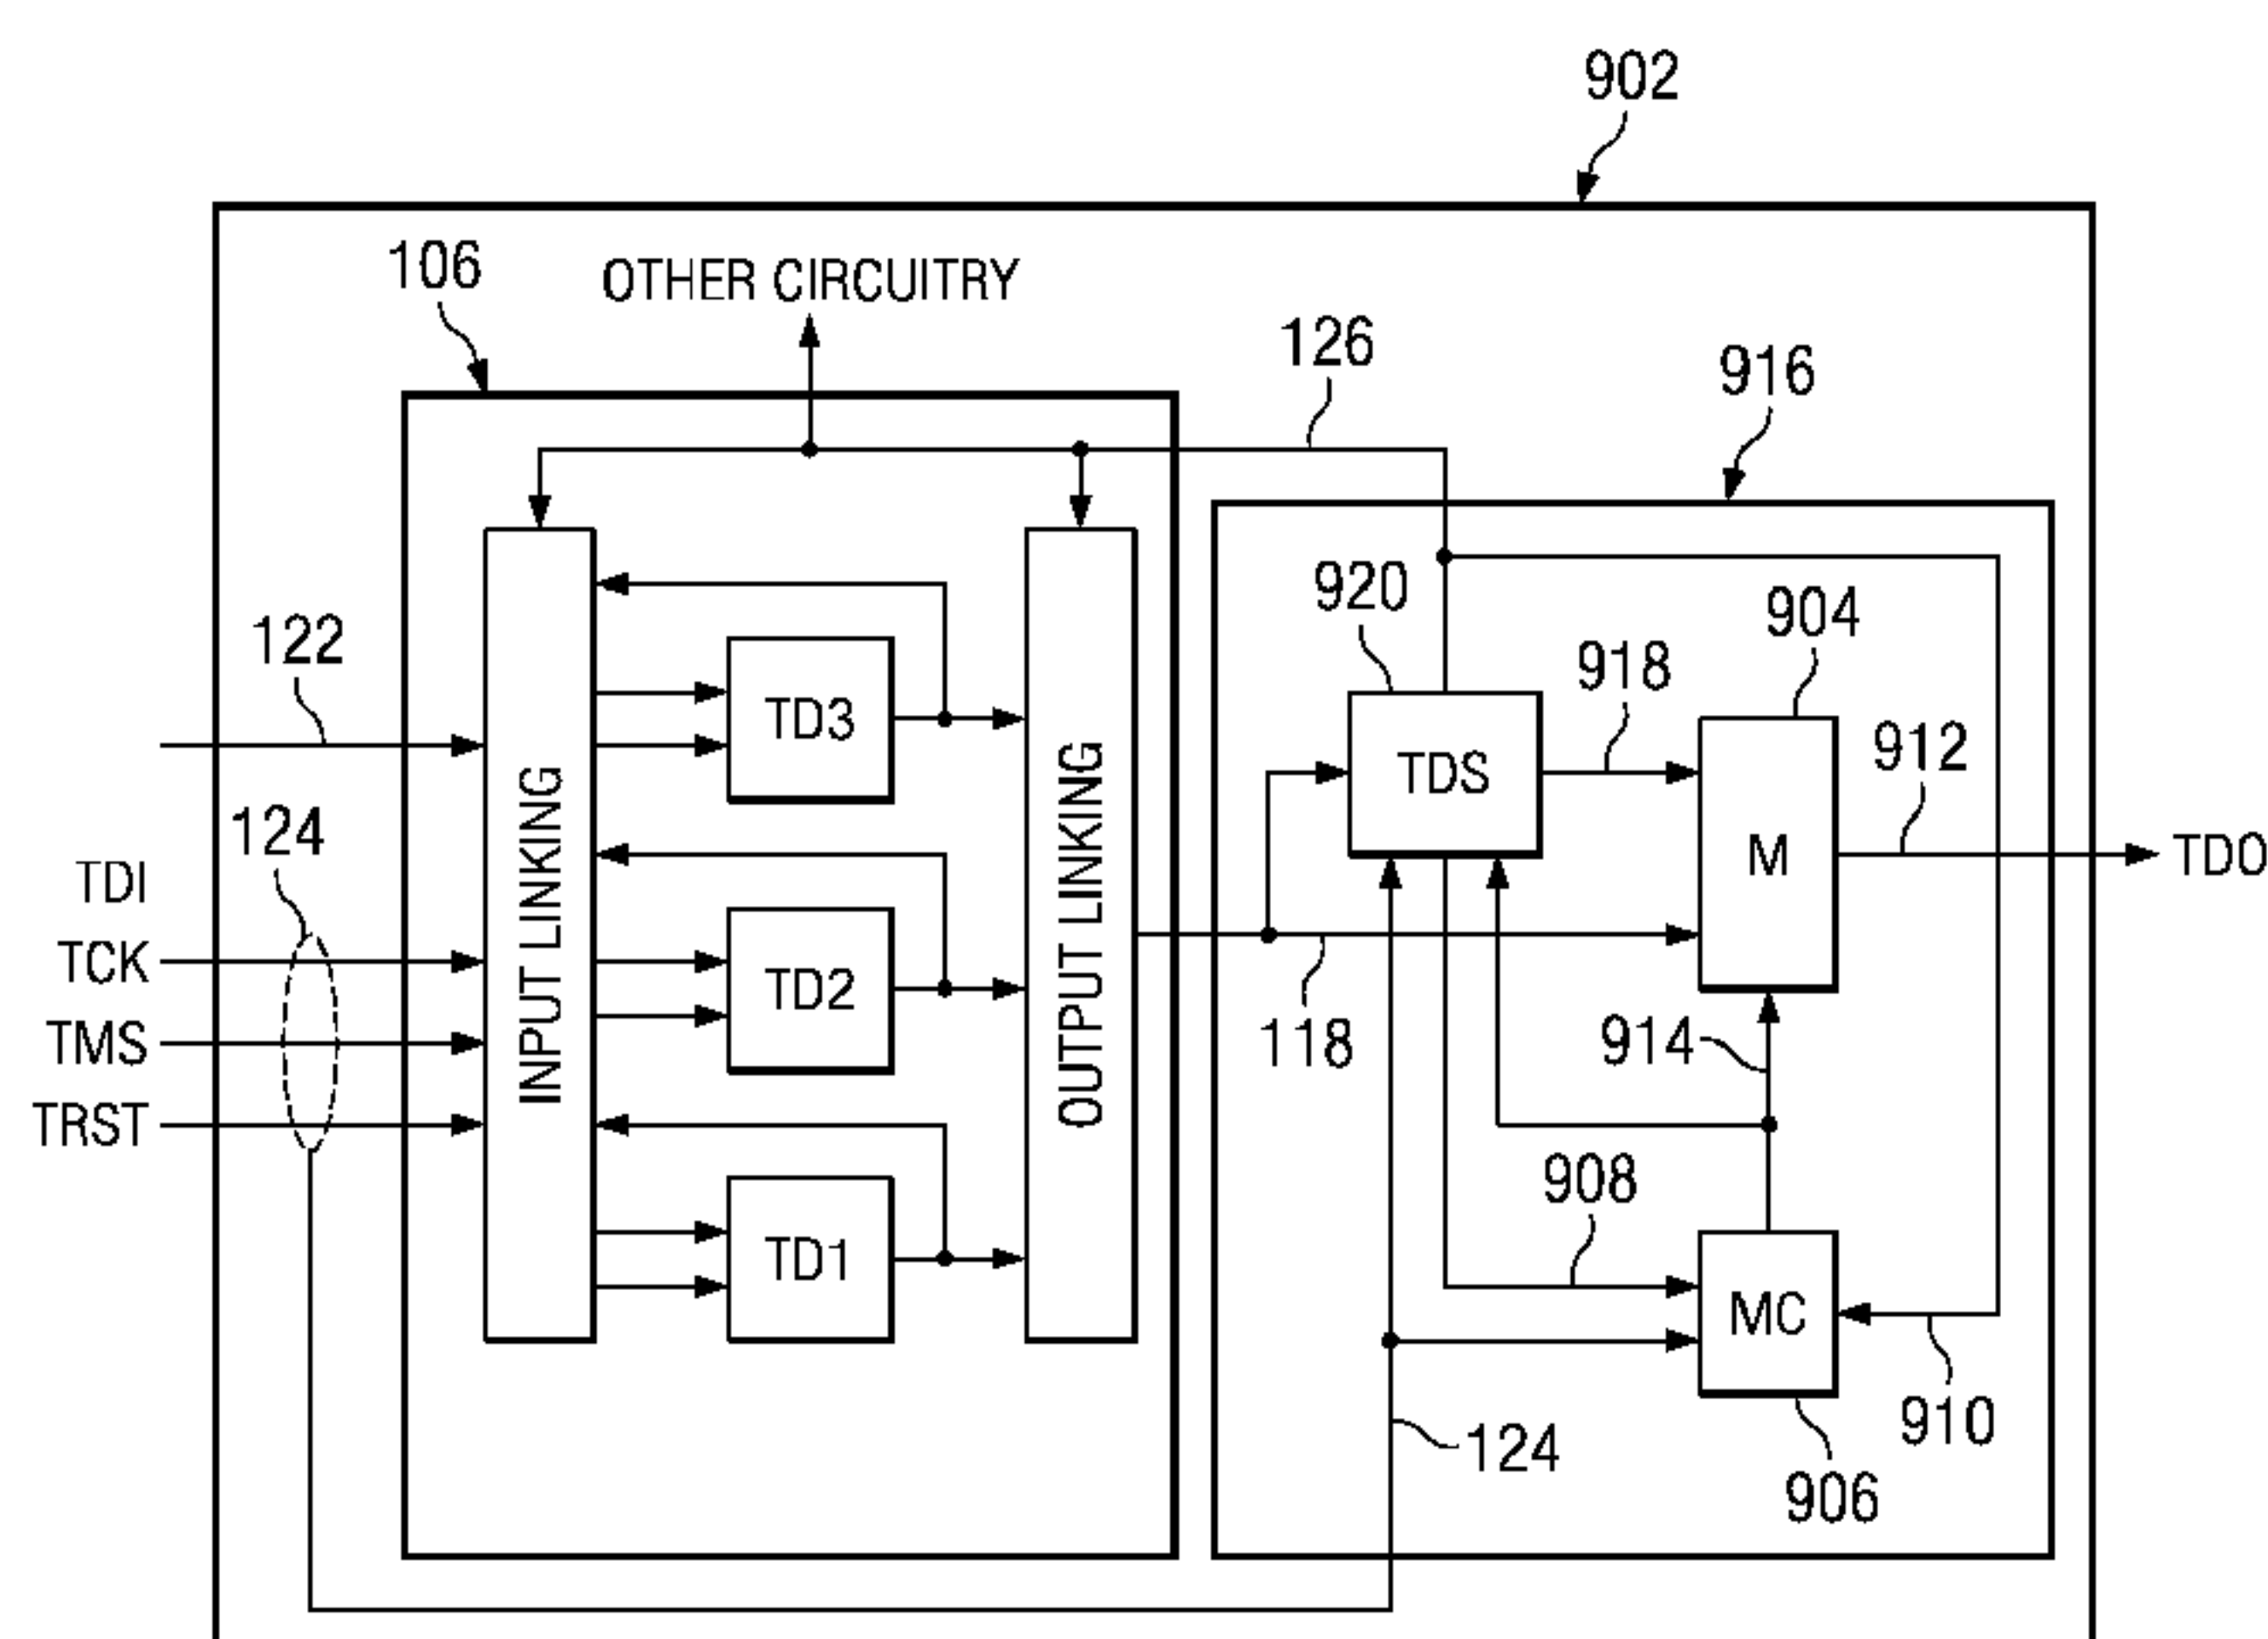 902
106
OTHER CIRCUITRY
126
916
920
904
122
918
TD3
912
TDS
124
M
TDO
TDI
INPUT LINKING
OUTPUT LINKING
TCK
TD2
TMS
118
914
TRST
908
TD1
MC
910
124
906